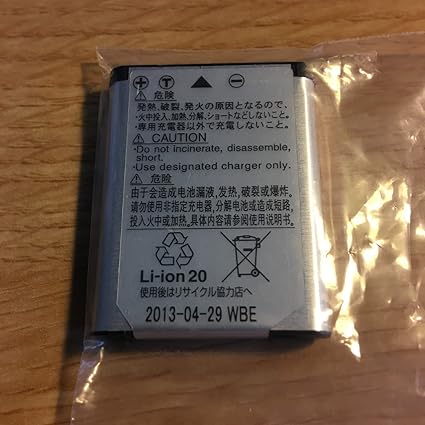 + T ▲ -
⚠ 危険
発熱、破裂、発火の原因となるので、
・火中投入、加熱、分解、ショートなどしないこと。
・専用充電器以外で充電しないこと。
⚠ CAUTION
・Do not incinerate, disassemble,
short.
・Use designated charger only.
⚠ 危险
由于会造成电池漏液, 发热, 破裂或爆炸。
请勿使用非指定充电器, 分解电池或造成短路,
投入火中或加热。具体内容请参阅使用说明书。
Li-ion 20
使用後はリサイクル協力店へ
2013-04-29 WBE